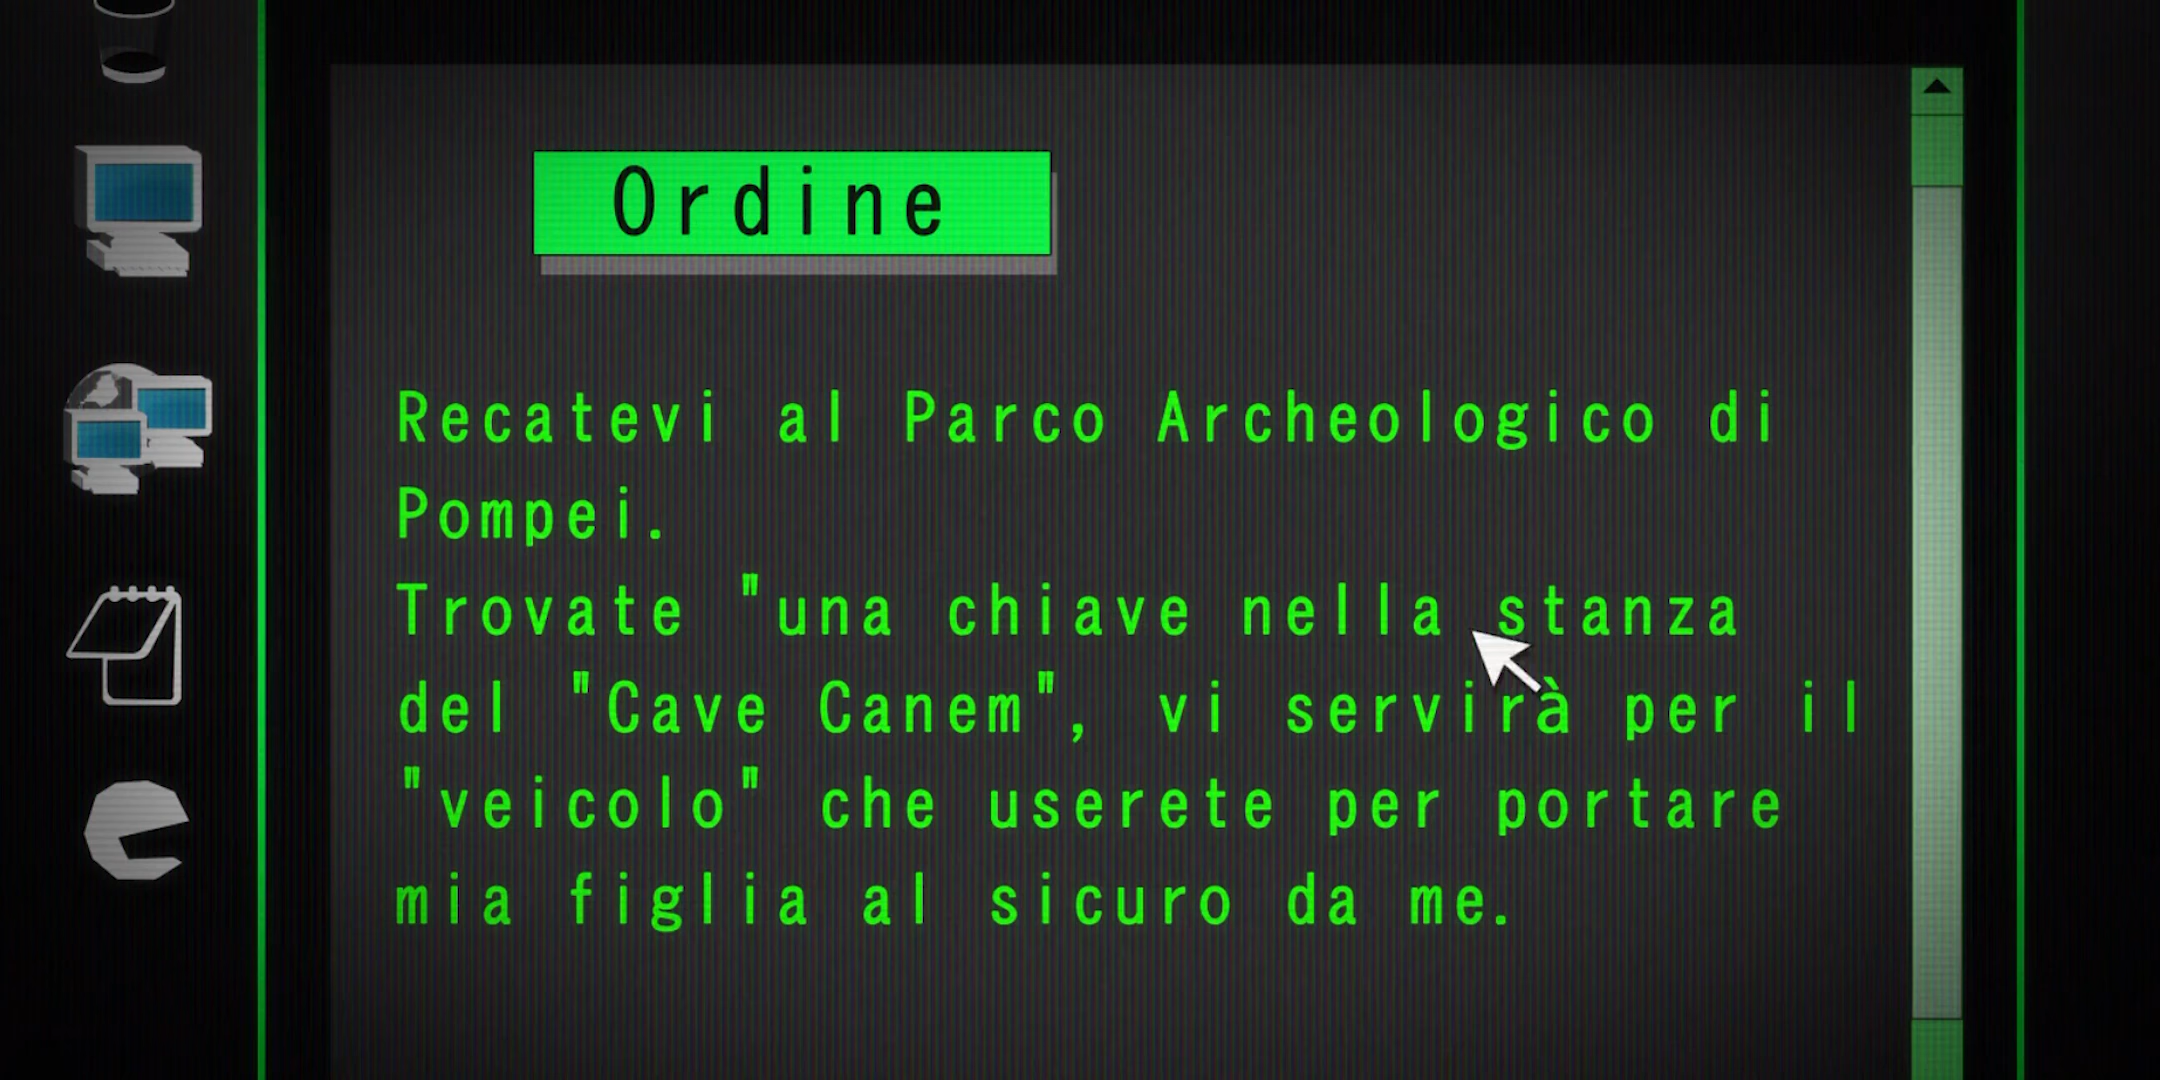 Ordine
Recatevi al Parco Archeologico di
Pompei.
Trovate "una chiave nella stanza
del "Cave Canem", vi servirà per il
"veicolo" che userete per portare
mia figlia al sicuro da me.